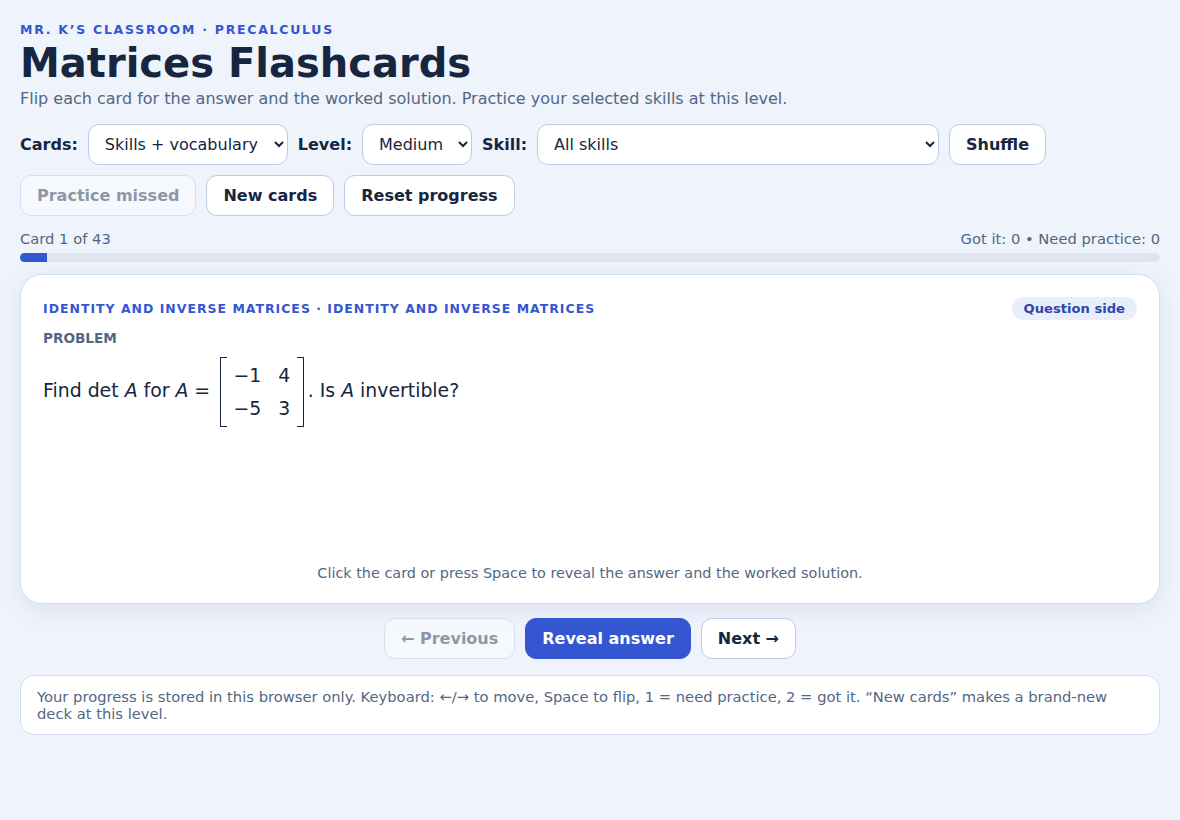 MR. K’S CLASSROOM · PRECALCULUS
Matrices Flashcards
Flip each card for the answer and the worked solution. Practice your selected skills at this level.
Cards: Skills + vocabulary Level: Medium Skill: All skills Shuffle
Practice missed New cards Reset progress
Card 1 of 43 Got it: 0 • Need practice: 0
IDENTITY AND INVERSE MATRICES · IDENTITY AND INVERSE MATRICES Question side
PROBLEM
Find det A for A = [−1 4
−5 3]. Is A invertible?
Click the card or press Space to reveal the answer and the worked solution.
← Previous Reveal answer Next →
Your progress is stored in this browser only. Keyboard: ←/→ to move, Space to flip, 1 = need practice, 2 = got it. “New cards” makes a brand-new
deck at this level.